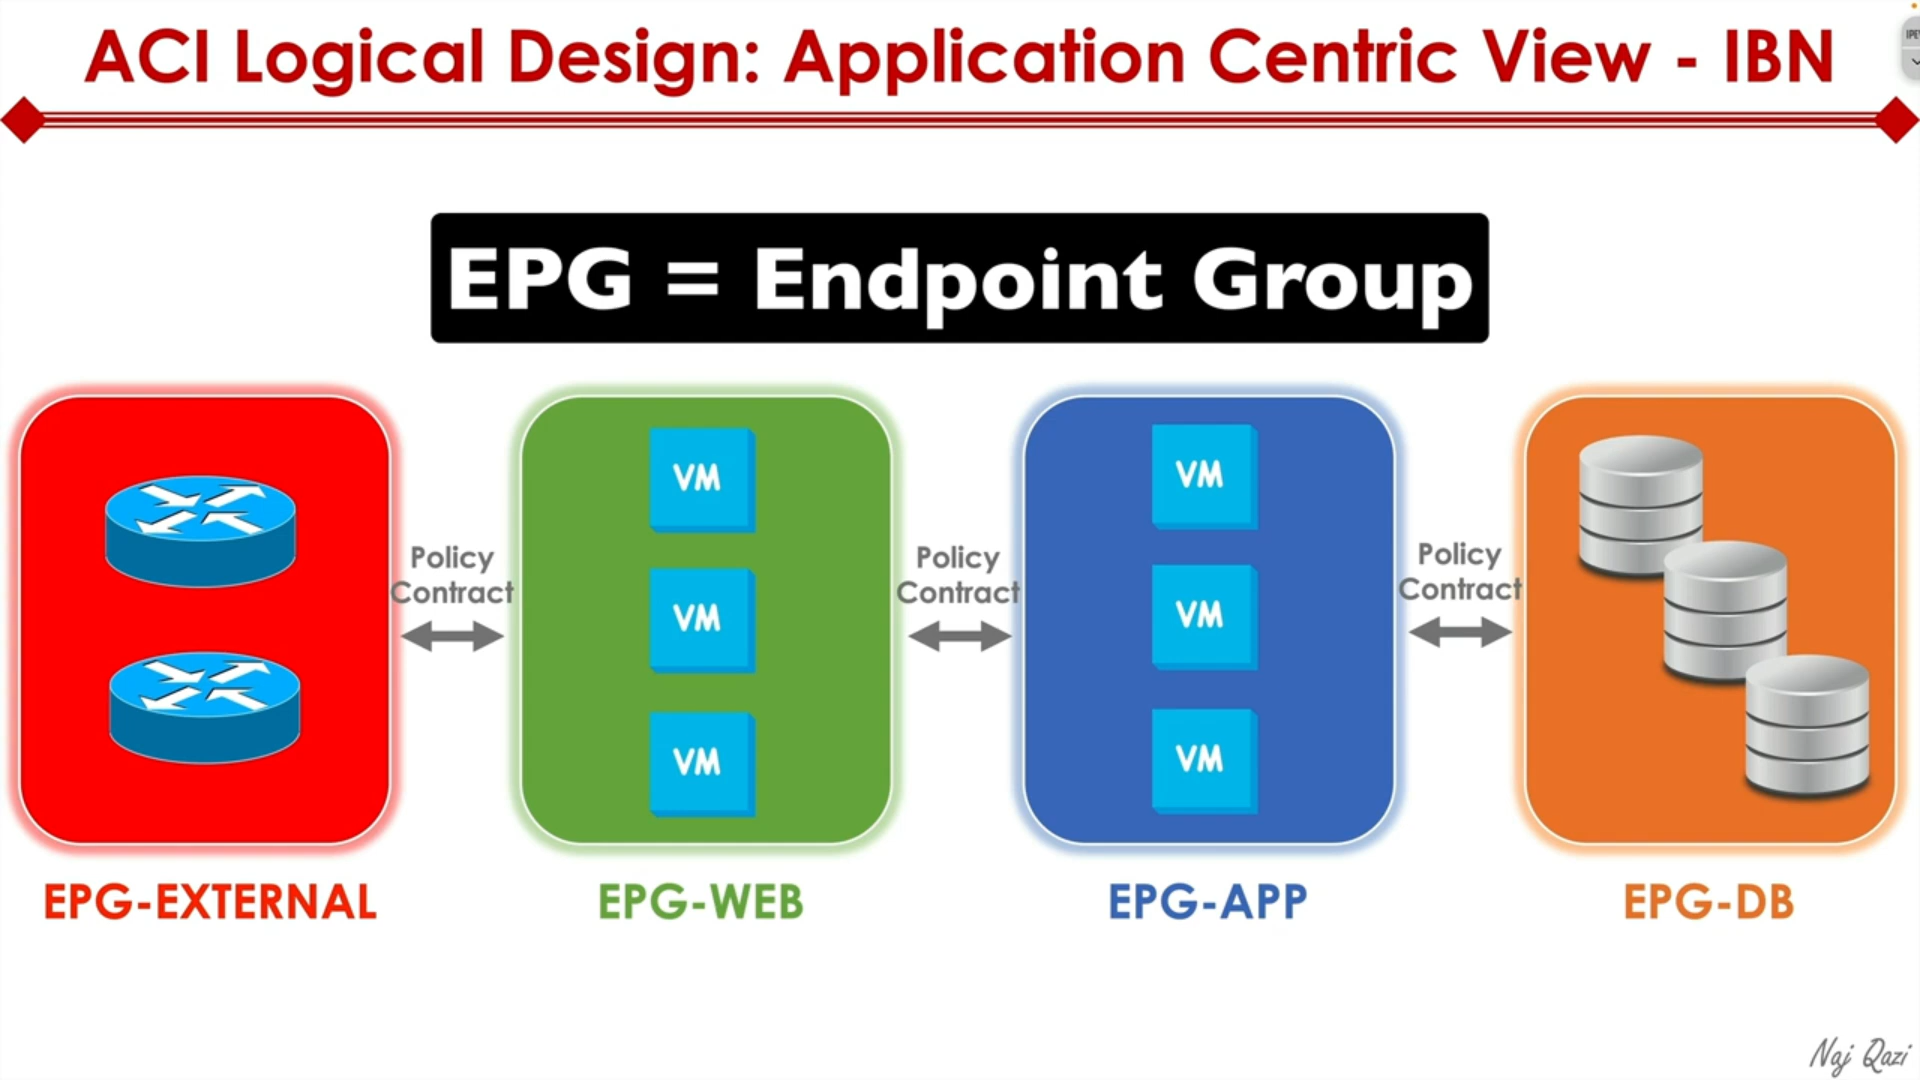 ACI Logical Design: Application Centric View - IBN
EPG = Endpoint Group
VM
VM
VM
VM
VM
VM
Policy
Contract
Policy
Contract
Policy
Contract
EPG-EXTERNAL
EPG-WEB
EPG-APP
EPG-DB
Naj Qazi